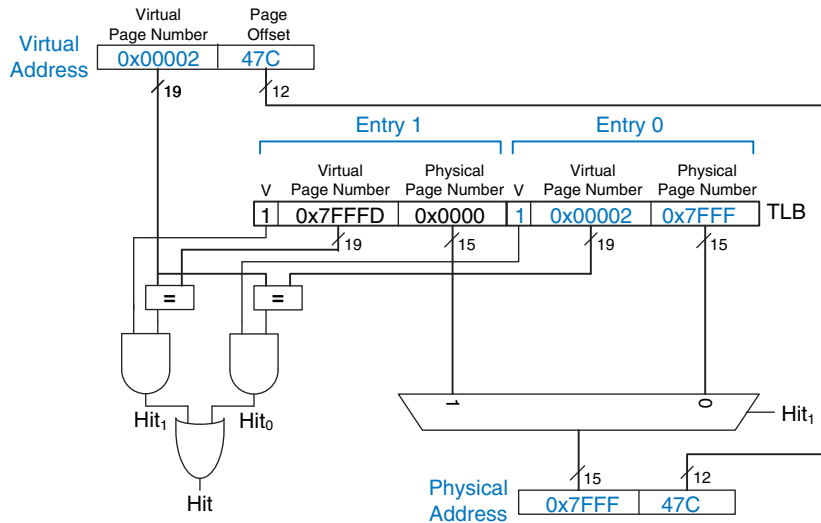 Virtual Page Number
Page Offset
Virtual Address
0x00002
47C
19
12
Entry 1
Entry 0
V
Virtual Page Number
Physical Page Number
V
Virtual Page Number
Physical Page Number
1
0x7FFFD
0x0000
1
0x00002
0x7FFF
TLB
19
15
19
15
=
=
1
0
Hit1
Hit0
Hit1
Hit
15
12
Physical Address
0x7FFF
47C